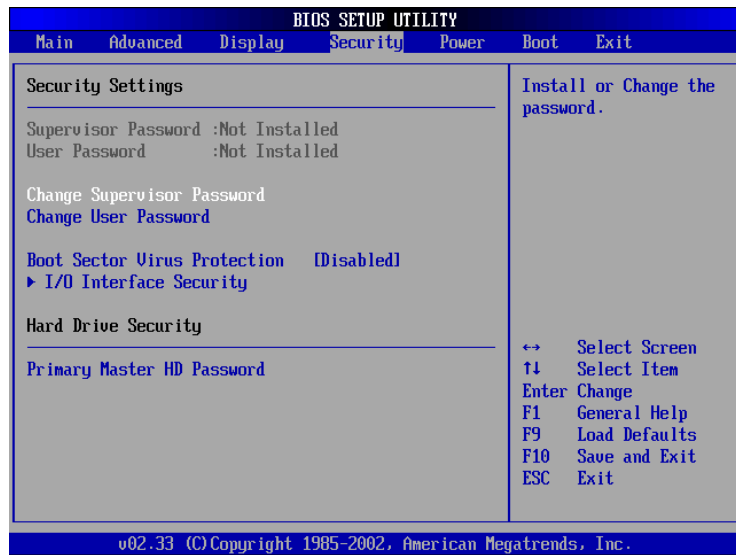 BIOS SETUP UTILITY
Main Advanced Display Security Power Boot Exit
Security Settings
Supervisor Password :Not Installed
User Password :Not Installed
Change Supervisor Password
Change User Password
Boot Sector Virus Protection [Disabled]
▶ I/O Interface Security
Hard Drive Security
Primary Master HD Password
Install or Change the
password.
←→ Select Screen
↑↓ Select Item
Enter Change
F1 General Help
F9 Load Defaults
F10 Save and Exit
ESC Exit
v02.33 (C)Copyright 1985-2002, American Megatrends, Inc.